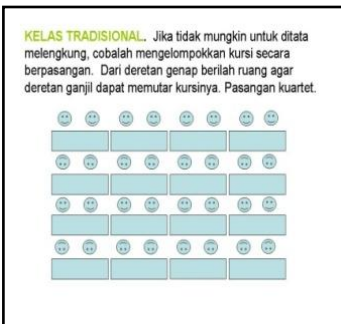 KELAS TRADISIONAL. Jika tidak mungkin untuk ditata
melengkung, cobalah mengelompokkan kursi secara
berpasangan. Dari deretan genap berilah ruang agar
deretan ganjil dapat memutar kursinya. Pasangan kuartet.